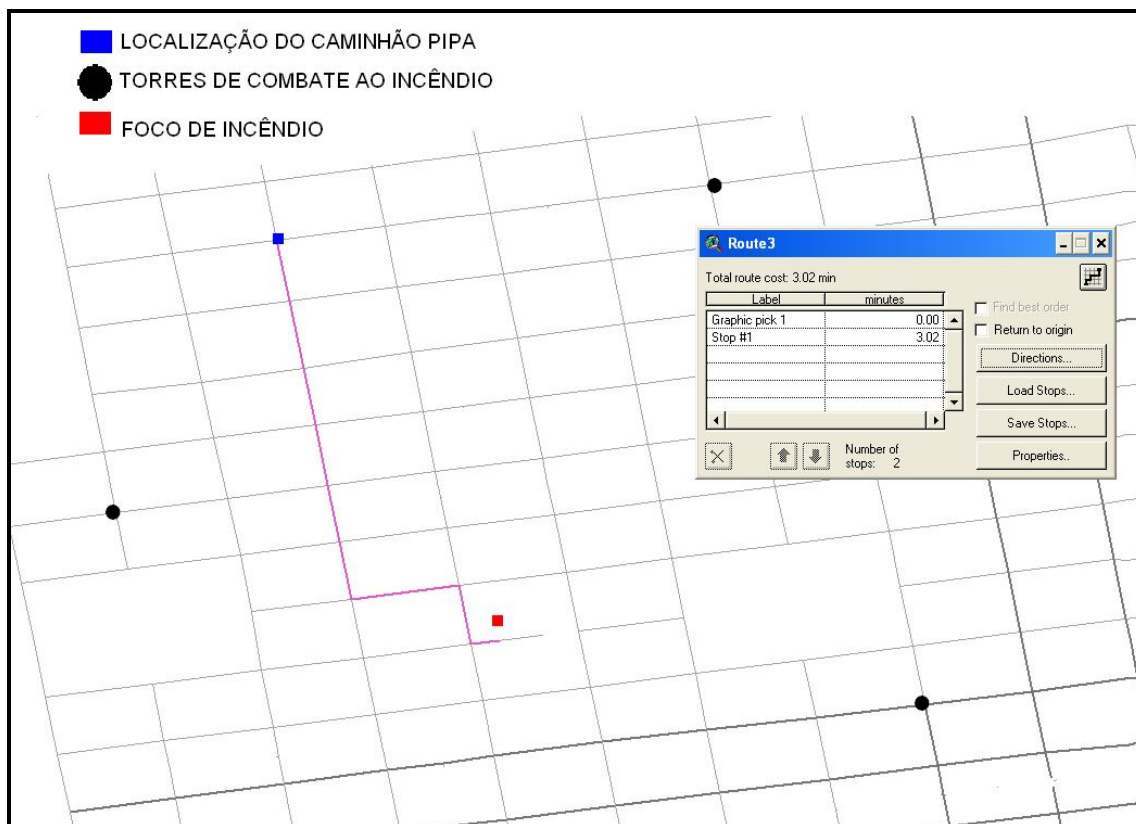 LOCALIZAÇÃO DO CAMINHÃO PIPA
TORRES DE COMBATE AO INCÊNDIO
FOCO DE INCÊNDIO
Route3
Total route cost: 3.02 min
Label minutes
Graphic pick 1 0.00
Stop #1 3.02
Find best order
Return to origin
Directions...
Load Stops...
Save Stops...
Properties..
Number of
stops: 2